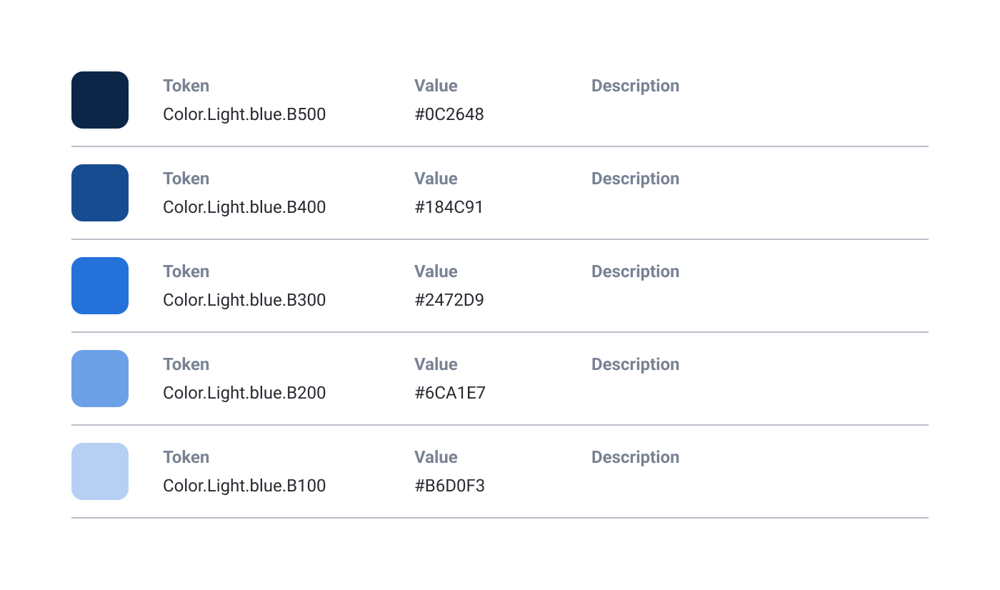 Token Value Description
Color.Light.blue.B500 #0C2648
Token Value Description
Color.Light.blue.B400 #184C91
Token Value Description
Color.Light.blue.B300 #2472D9
Token Value Description
Color.Light.blue.B200 #6CA1E7
Token Value Description
Color.Light.blue.B100 #B6D0F3